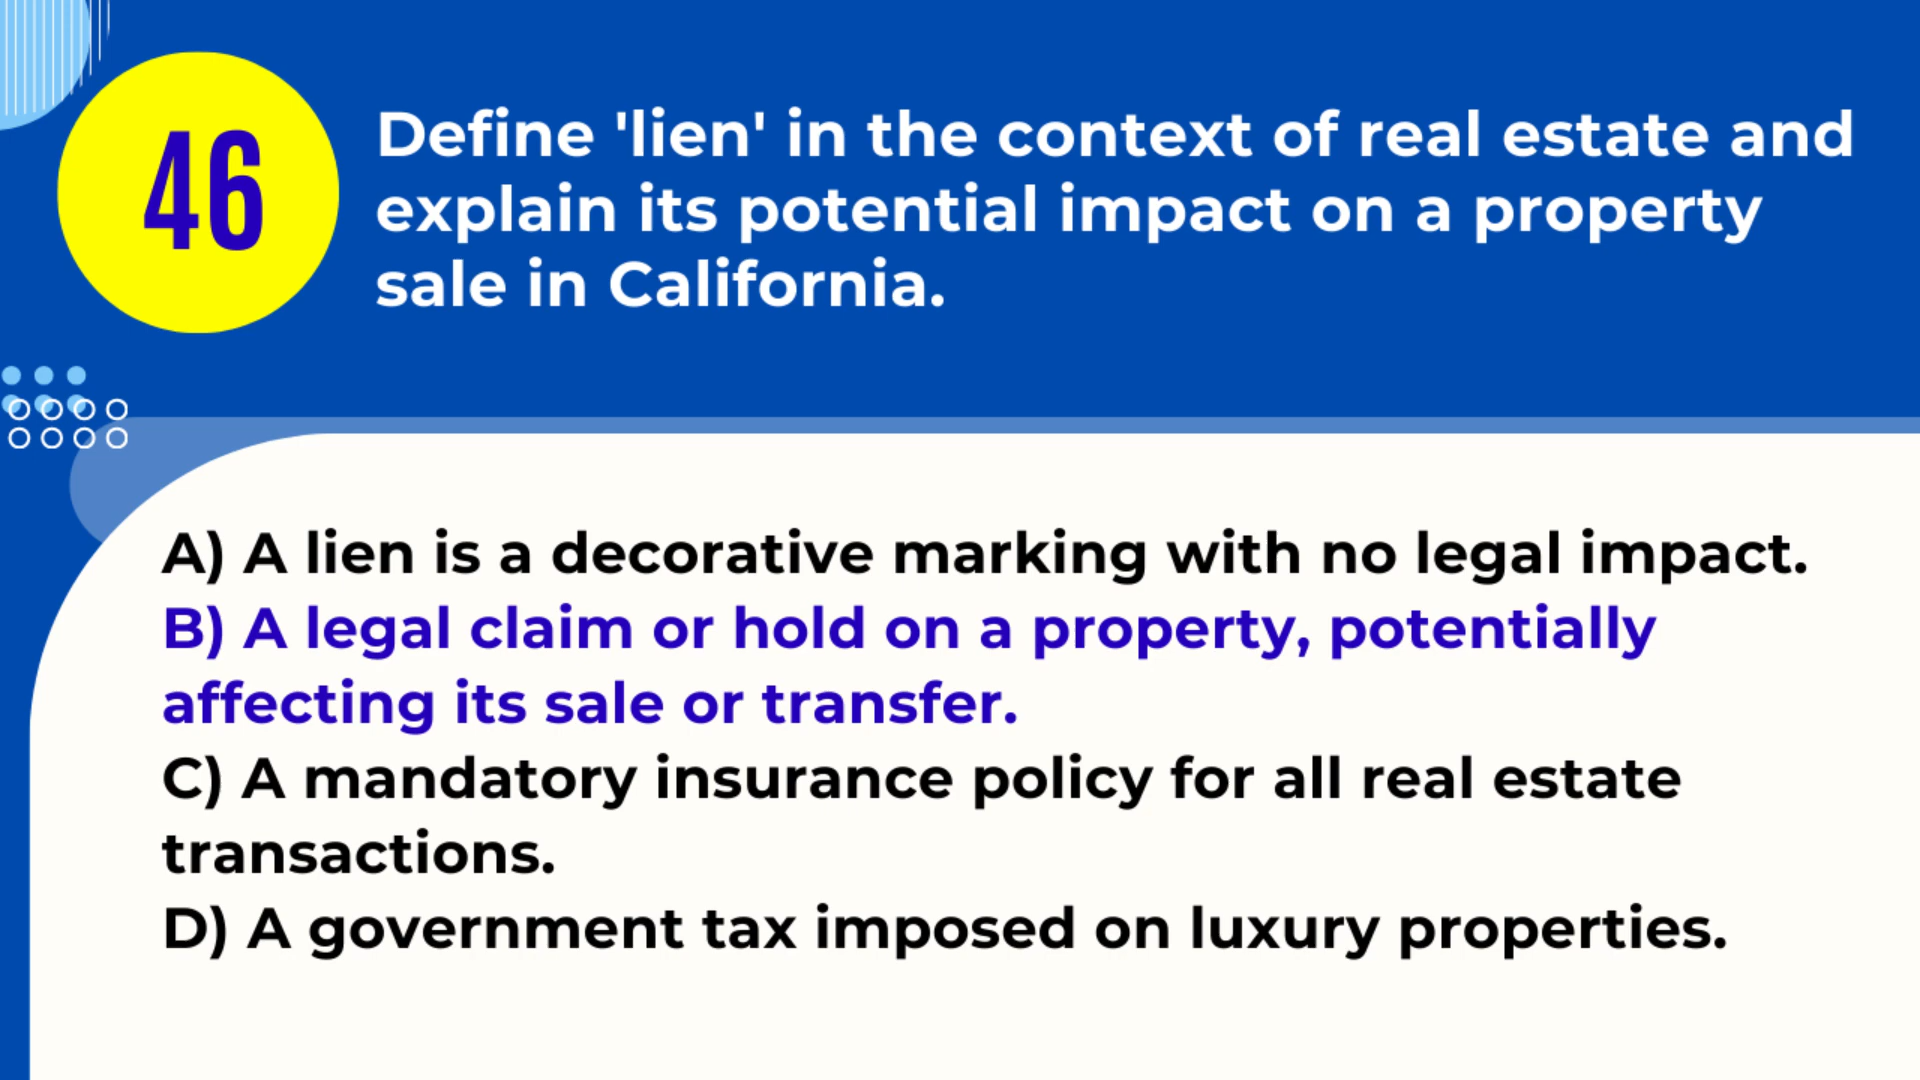 46
Define 'lien' in the context of real estate and
explain its potential impact on a property
sale in California.
A) A lien is a decorative marking with no legal impact.
B) A legal claim or hold on a property, potentially
affecting its sale or transfer.
C) A mandatory insurance policy for all real estate
transactions.
D) A government tax imposed on luxury properties.